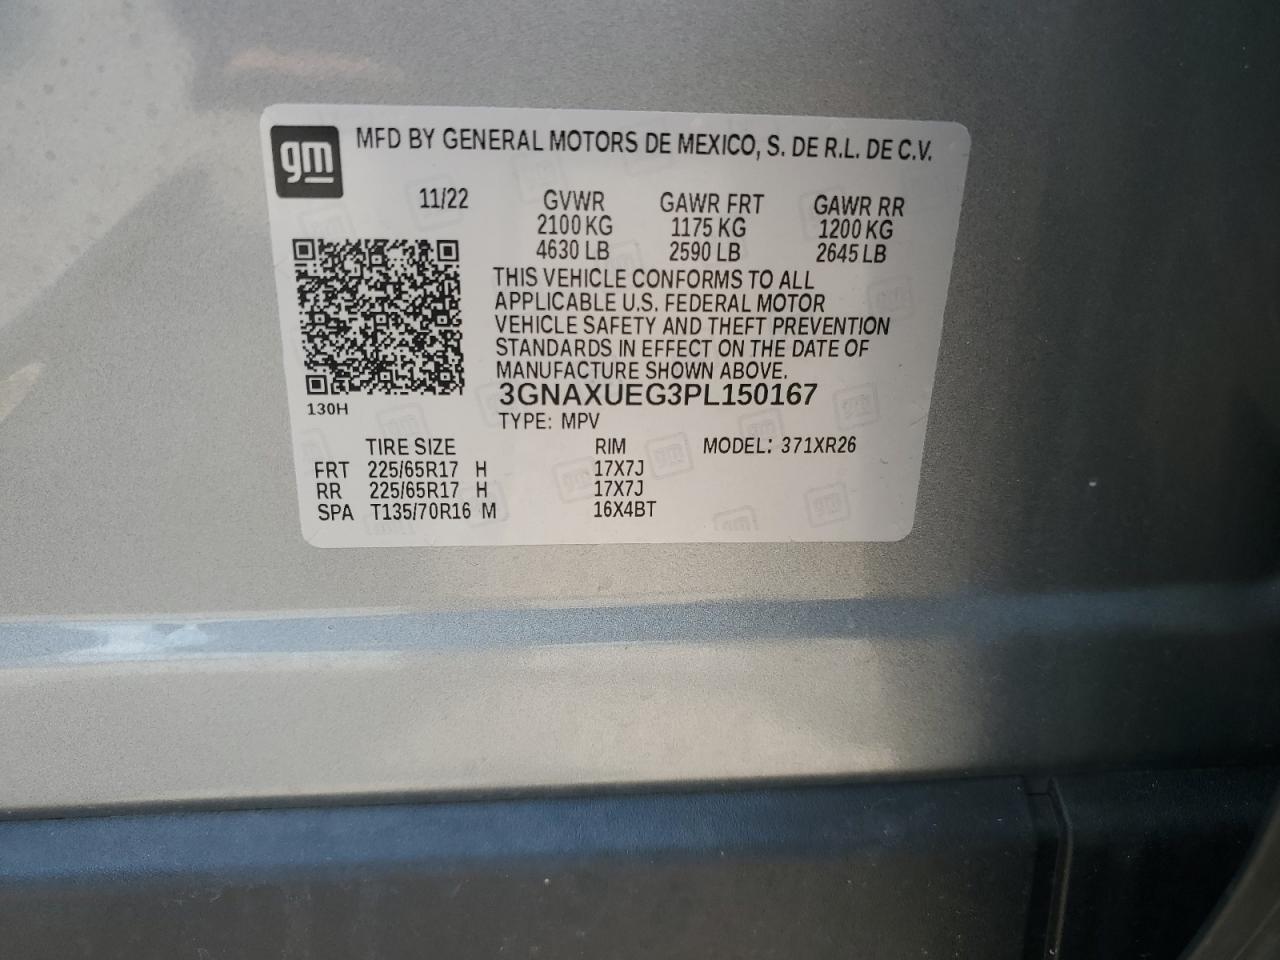 gm
MFD BY GENERAL MOTORS DE MEXICO, S. DE R.L. DE C.V.
11/22 GVWR GAWR FRT GAWR RR
2100 KG 1175 KG 1200 KG
4630 LB 2590 LB 2645 LB
THIS VEHICLE CONFORMS TO ALL
APPLICABLE U.S. FEDERAL MOTOR
VEHICLE SAFETY AND THEFT PREVENTION
STANDARDS IN EFFECT ON THE DATE OF
MANUFACTURE SHOWN ABOVE.
3GNAXUEG3PL150167
130H
TYPE: MPV
TIRE SIZE RIM MODEL: 371XR26
FRT 225/65R17 H 17X7J
RR 225/65R17 H 17X7J
SPA T135/70R16 M 16X4BT